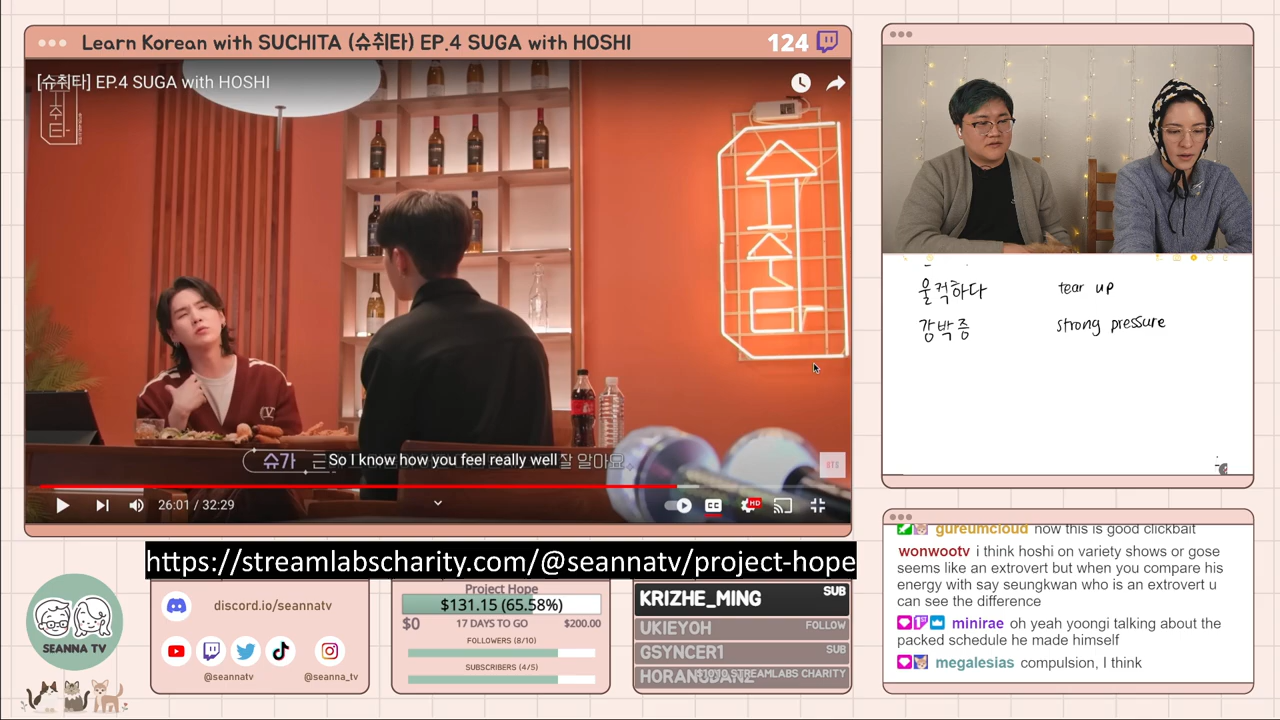 Learn Korean with SUCHITA (슈취타) EP.4 SUGA with HOSHI
124
[슈취타] EP.4 SUGA with HOSHI
슈취타
So I know how you feel really well
슈가
잘 알아요.
BTS
26:01 / 32:29
CC
HD
울컥하다 tear up
강박증 strong pressure
https://streamlabscharity.com/@seannatv/project-hope
SEANNA TV
discord.io/seannatv
@seannatv
@seanna_tv
Project Hope
$131.15 (65.58%)
$0 17 DAYS TO GO $200.00
FOLLOWERS (8/10)
SUBSCRIBERS (4/5)
KRIZHE_MING SUB
UKIEYOH FOLLOW
GSYNCER1 SUB
HORANGDANZ
STREAMLABS CHARITY
gureumcloud now this is good clickbait
wonwootv i think hoshi on variety shows or gose
seems like an extrovert but when you compare his
energy with say seungkwan who is an extrovert u
can see the difference
minirae oh yeah yoongi talking about the
packed schedule he made himself
megalesias compulsion, I think